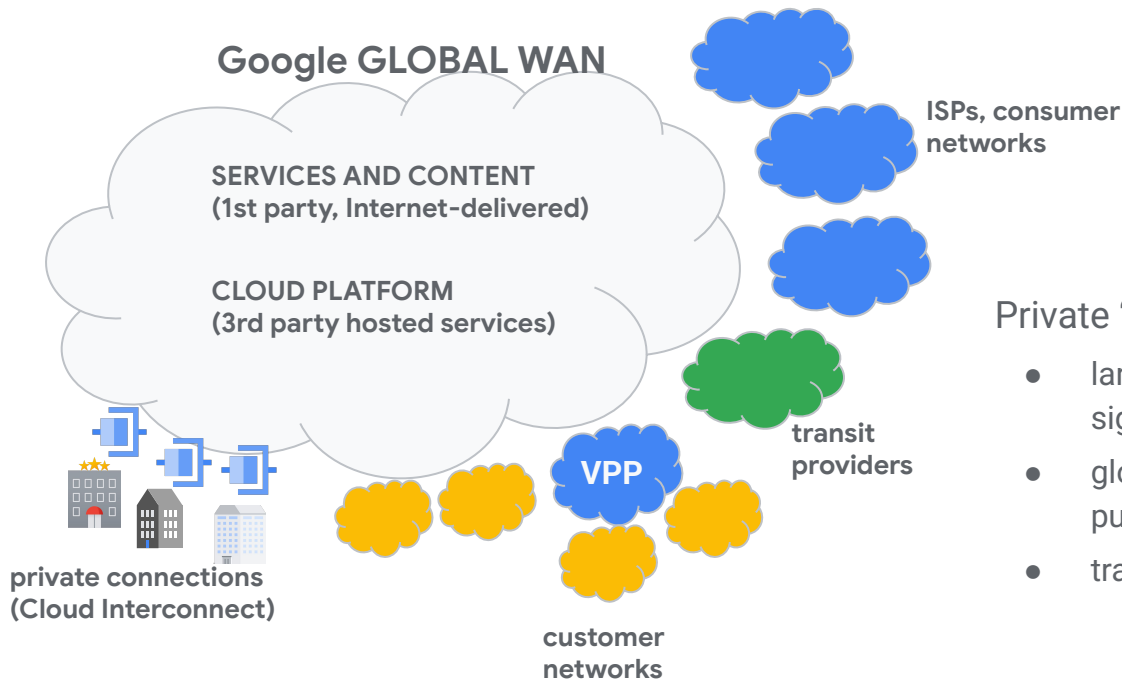 Google GLOBAL WAN
ISPs, consumer
networks
SERVICES AND CONTENT
(1st party, Internet-delivered)
CLOUD PLATFORM
(3rd party hosted services)
Private
●
●
●
transit
providers
VPP
private connections
(Cloud Interconnect)
customer
networks